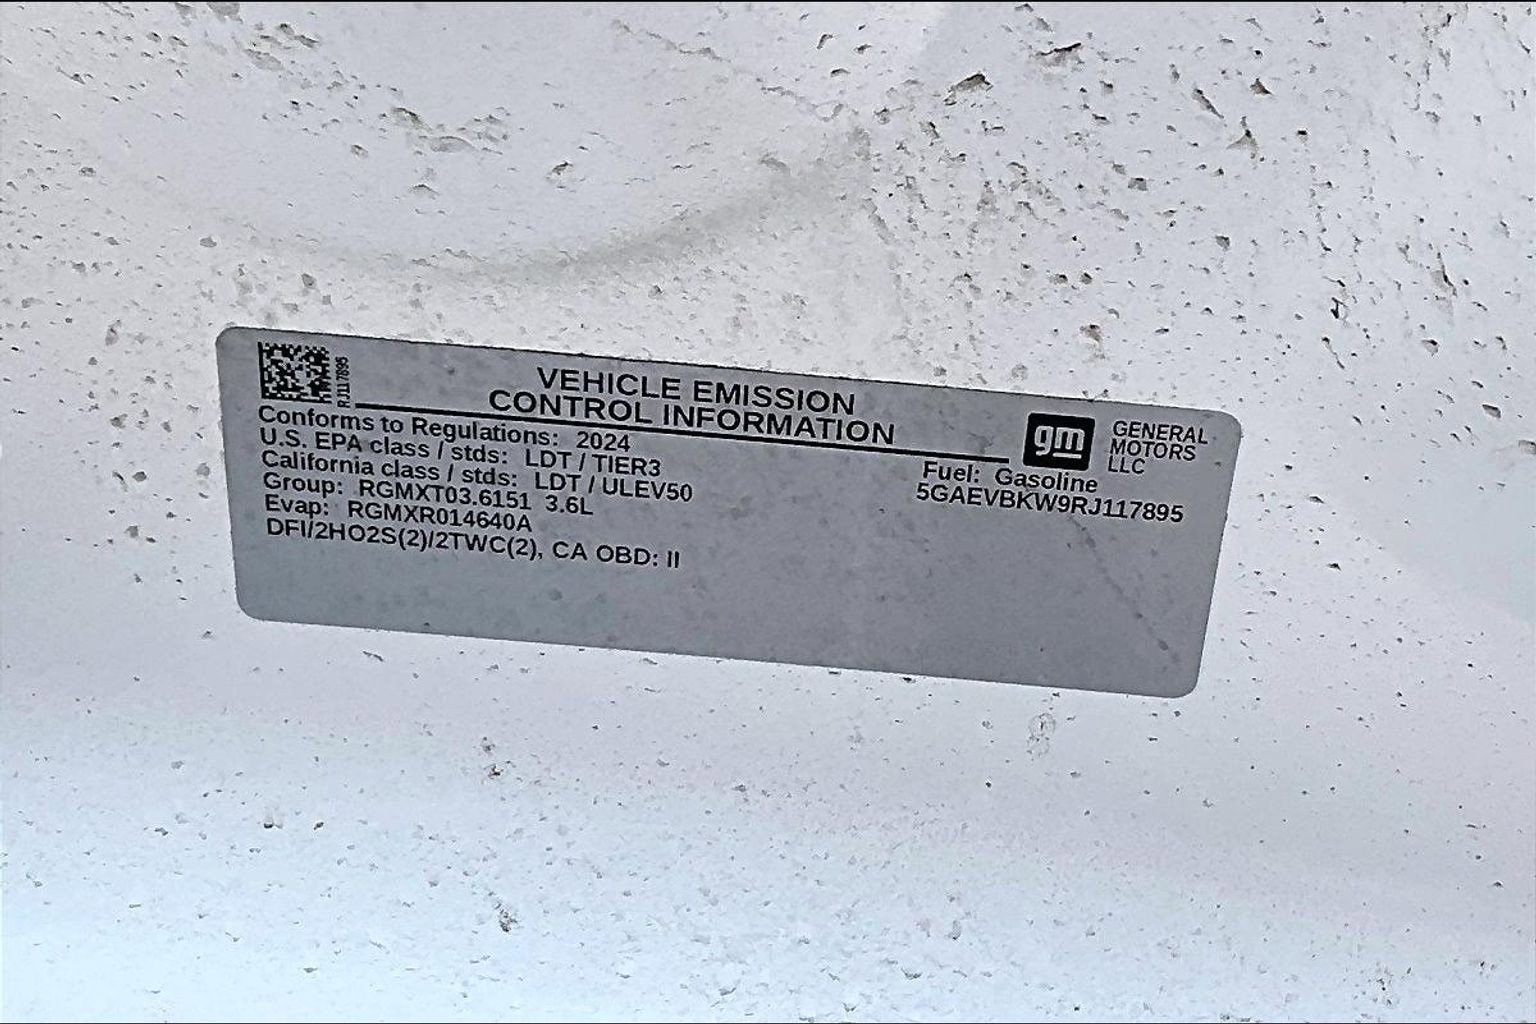 RJ117895
VEHICLE EMISSION
CONTROL INFORMATION
gm
GENERAL
MOTORS
LLC
Conforms to Regulations: 2024
U.S. EPA class / stds: LDT / TIER3
California class / stds: LDT / ULEV50
Group: RGMXT03.6151 3.6L
Evap: RGMXR014640A
DFI/2HO2S(2)/2TWC(2), CA OBD: II
Fuel: Gasoline
5GAEVBKW9RJ117895